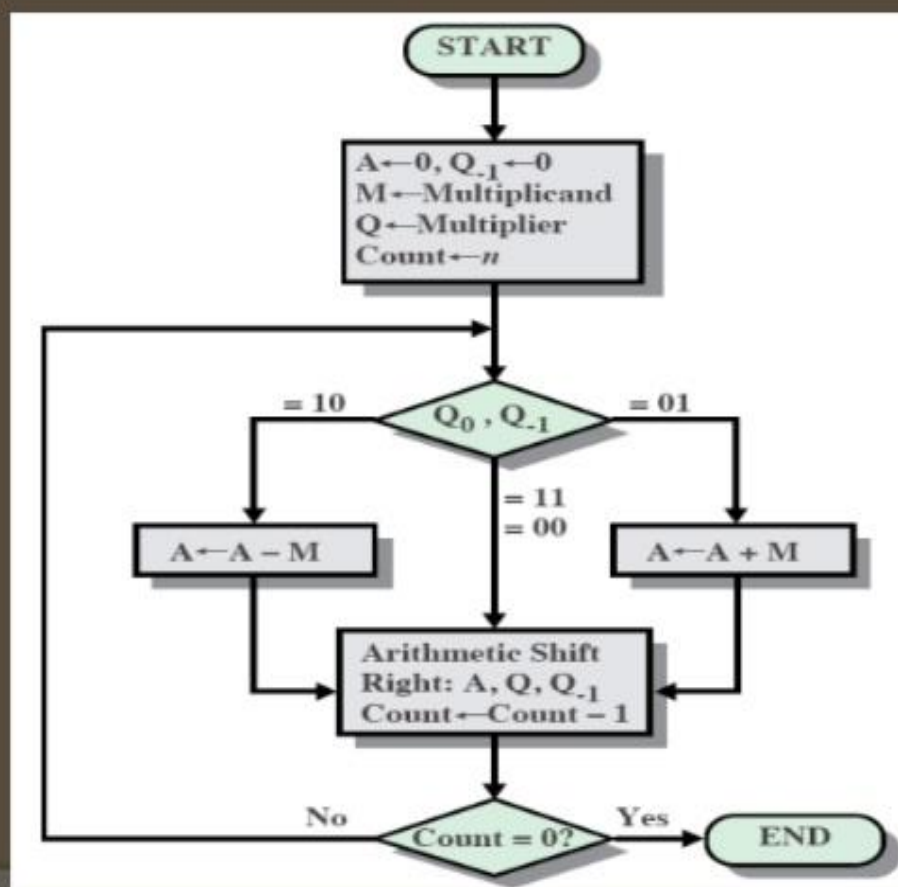 START
A←0, Q₋₁←0
M←Multiplicand
Q←Multiplier
Count←n
= 10
Q₀ , Q₋₁
= 01
= 11
= 00
A←A – M
A←A + M
Arithmetic Shift
Right: A, Q, Q₋₁
Count←Count – 1
No
Count = 0?
Yes
END